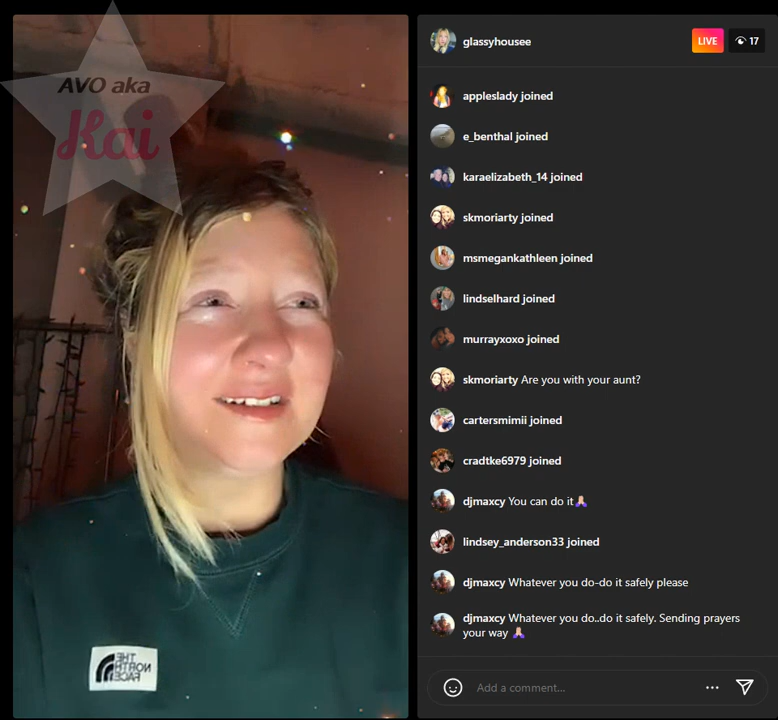 AVO aka
Kai
THE
NORTH
FACE
glassyhousee
LIVE
17
appleslady joined
e_benthal joined
karaelizabeth_14 joined
skmoriarty joined
msmegankathleen joined
lindselhard joined
murrayxoxo joined
skmoriarty Are you with your aunt?
cartersmimii joined
cradtke6979 joined
djmaxcy You can do it🙏🏼
lindsey_anderson33 joined
djmaxcy Whatever you do-do it safely please
djmaxcy Whatever you do..do it safely. Sending prayers
your way 🙏🏼
Add a comment...